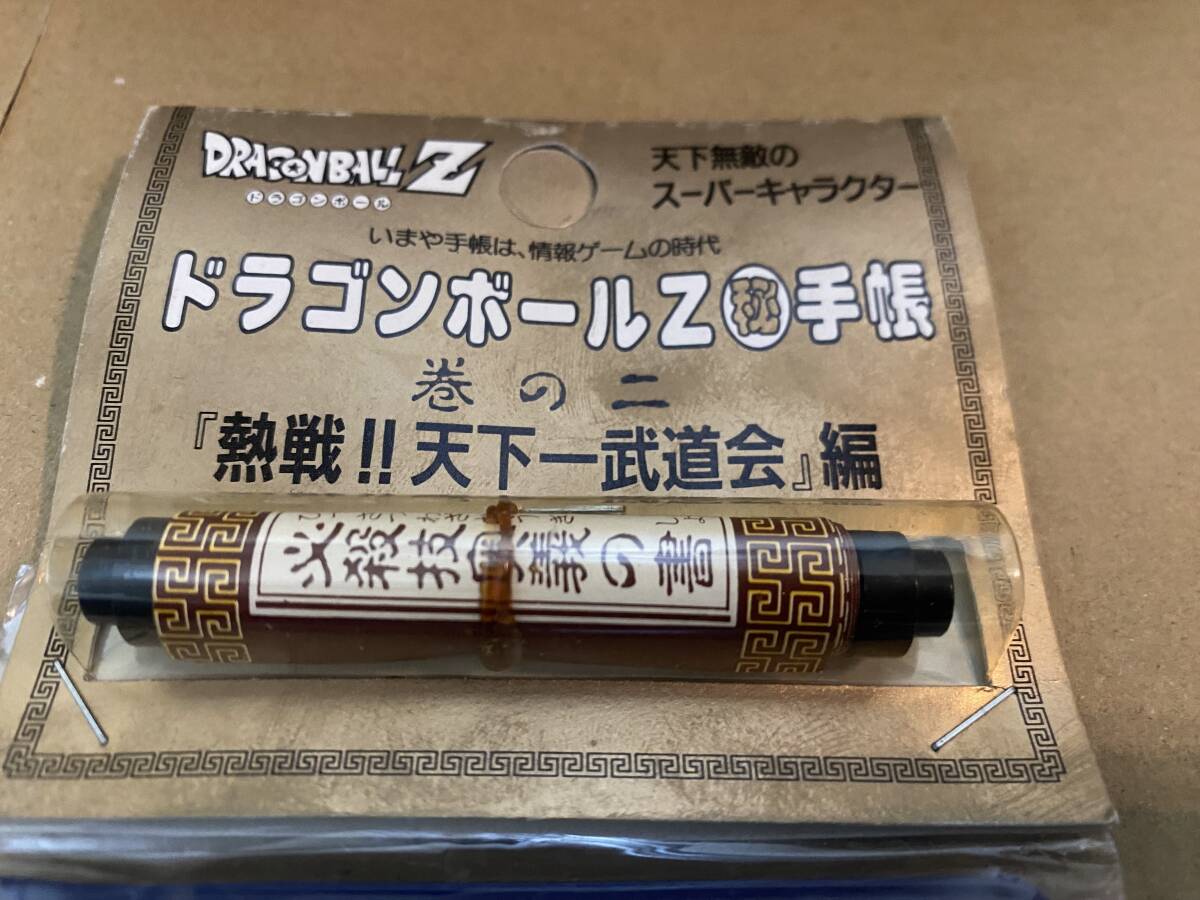 DRAGONBALL Z
ドラゴンボール
天下無敵の
スーパーキャラクター
いまや手帳は、情報ゲームの時代
ドラゴンボールZ㊙手帳
巻の二
『熱戦!!天下一武道会』編
必殺技奥義の書